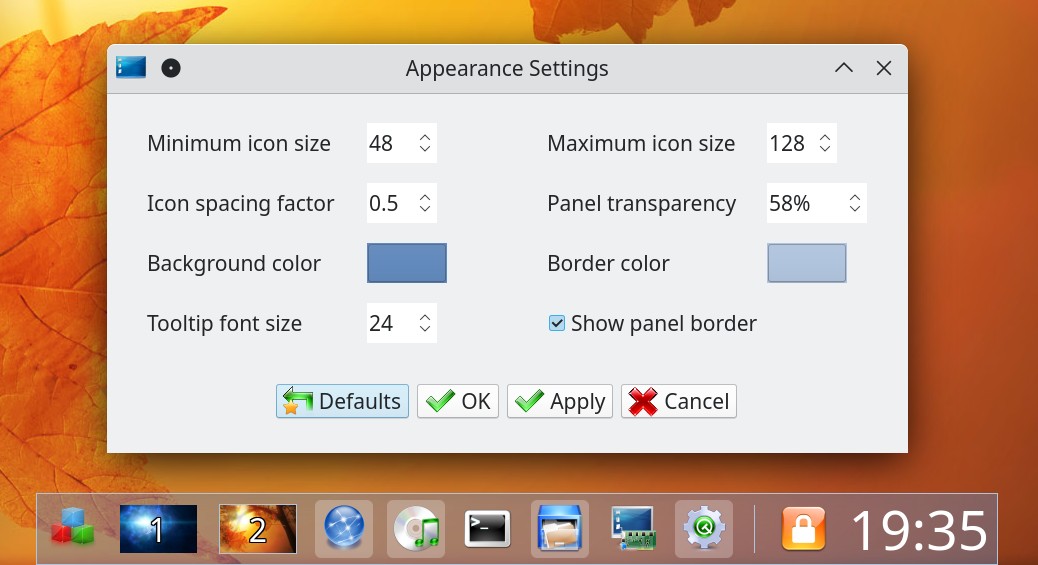 Appearance Settings
Minimum icon size 48 Maximum icon size 128
Icon spacing factor 0.5 Panel transparency 58%
Background color Border color
Tooltip font size 24 Show panel border
Defaults OK Apply Cancel
1 2 >_ 19:35